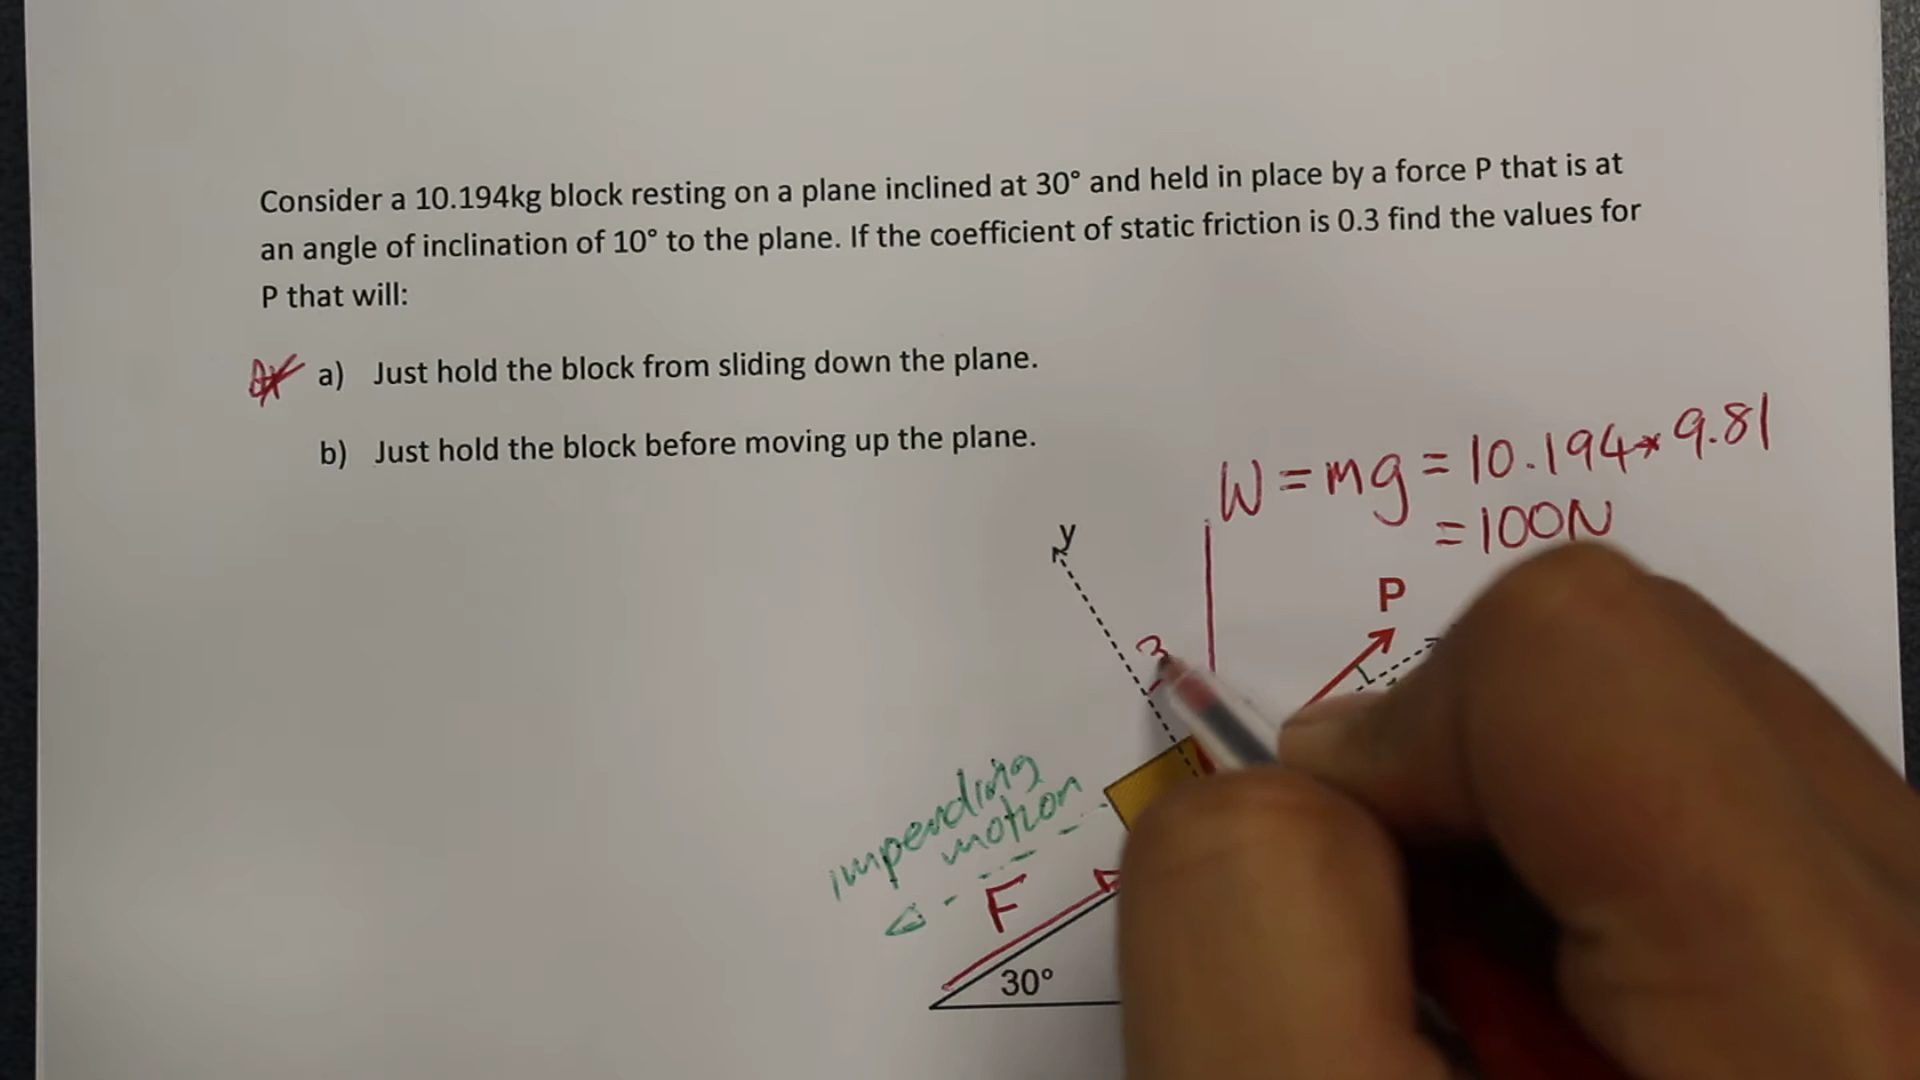 Consider a 10.194kg block resting on a plane inclined at 30° and held in place by a force P that is at
an angle of inclination of 10° to the plane. If the coefficient of static friction is 0.3 find the values for
P that will:
a) Just hold the block from sliding down the plane.
b) Just hold the block before moving up the plane.
W = mg = 10.194 * 9.81
= 100N
y
P
3
impending
motion
F
30°